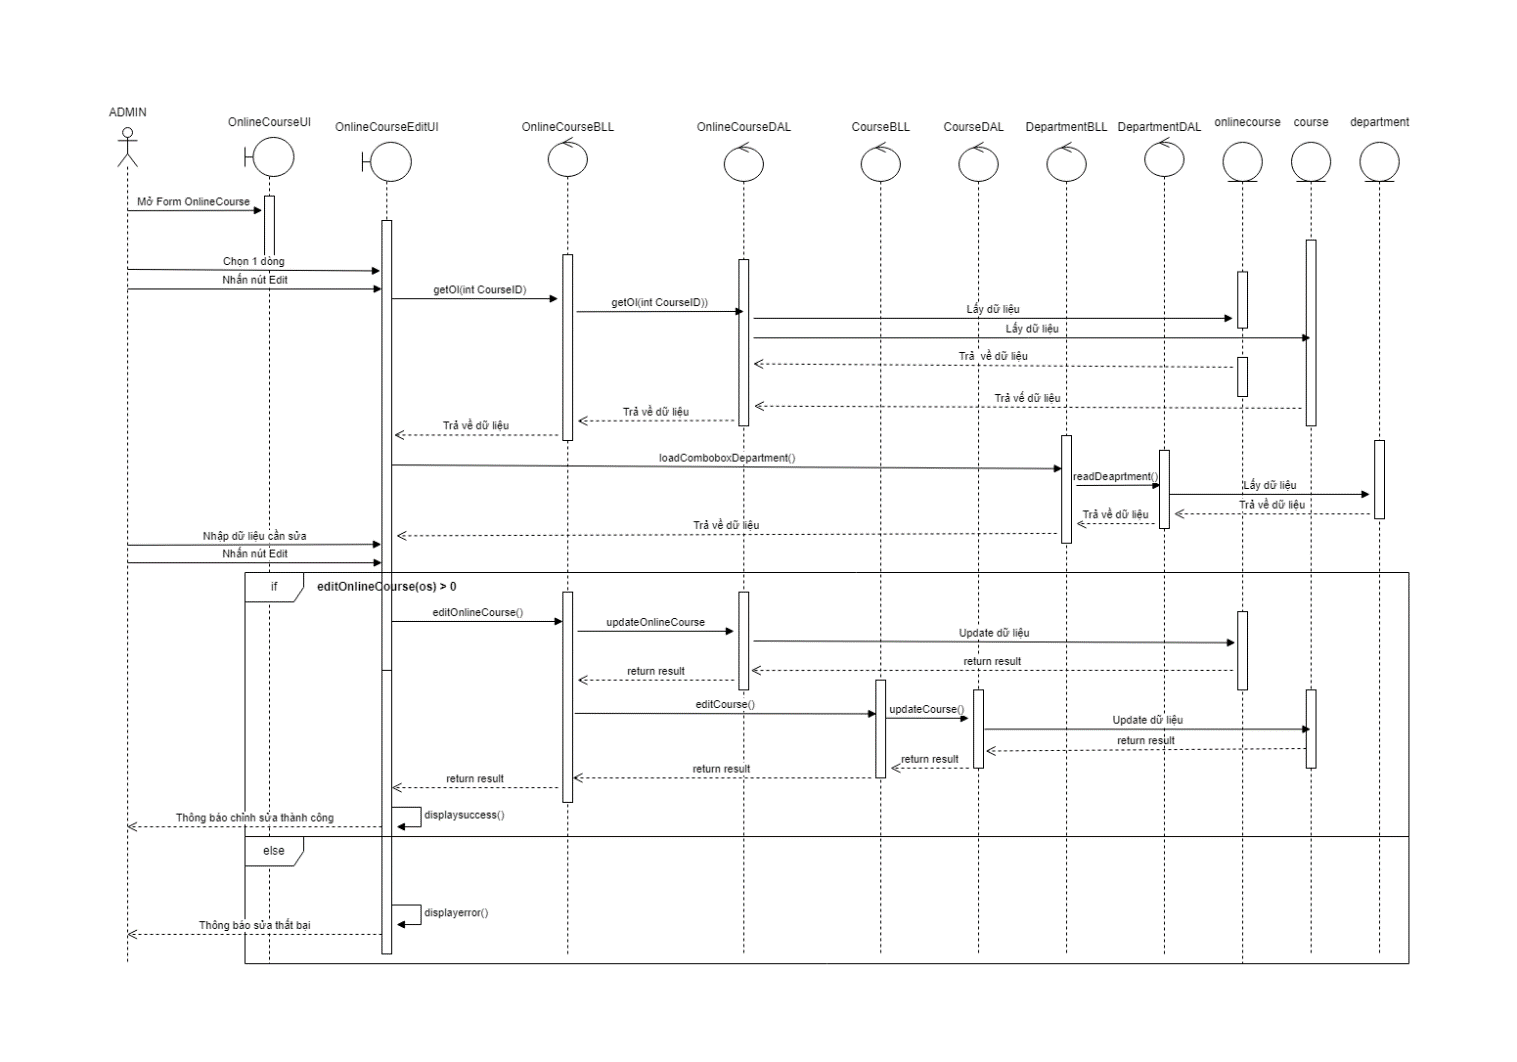 ADMIN
OnlineCourseUI
OnlineCourseEditUI
OnlineCourseBLL
OnlineCourseDAL
CourseBLL
CourseDAL
DepartmentBLL
DepartmentDAL
onlinecourse
course
department
Mở Form OnlineCourse
Chọn 1 dòng
Nhấn nút Edit
getOI(int CourseID)
getOI(int CourseID))
Lấy dữ liệu
Lấy dữ liệu
Trả về dữ liệu
Trả về dữ liệu
Trả về dữ liệu
Trả về dữ liệu
loadComboboxDepartment()
readDeaprtment()
Lấy dữ liệu
Trả về dữ liệu
Trả về dữ liệu
Trả về dữ liệu
Nhập dữ liệu cần sửa
Nhấn nút Edit
if
editOnlineCourse(os) > 0
editOnlineCourse()
updateOnlineCourse
Update dữ liệu
return result
return result
editCourse()
updateCourse()
Update dữ liệu
return result
return result
return result
return result
displaysuccess()
Thông báo chỉnh sửa thành công
else
displayerror()
Thông báo sửa thất bại